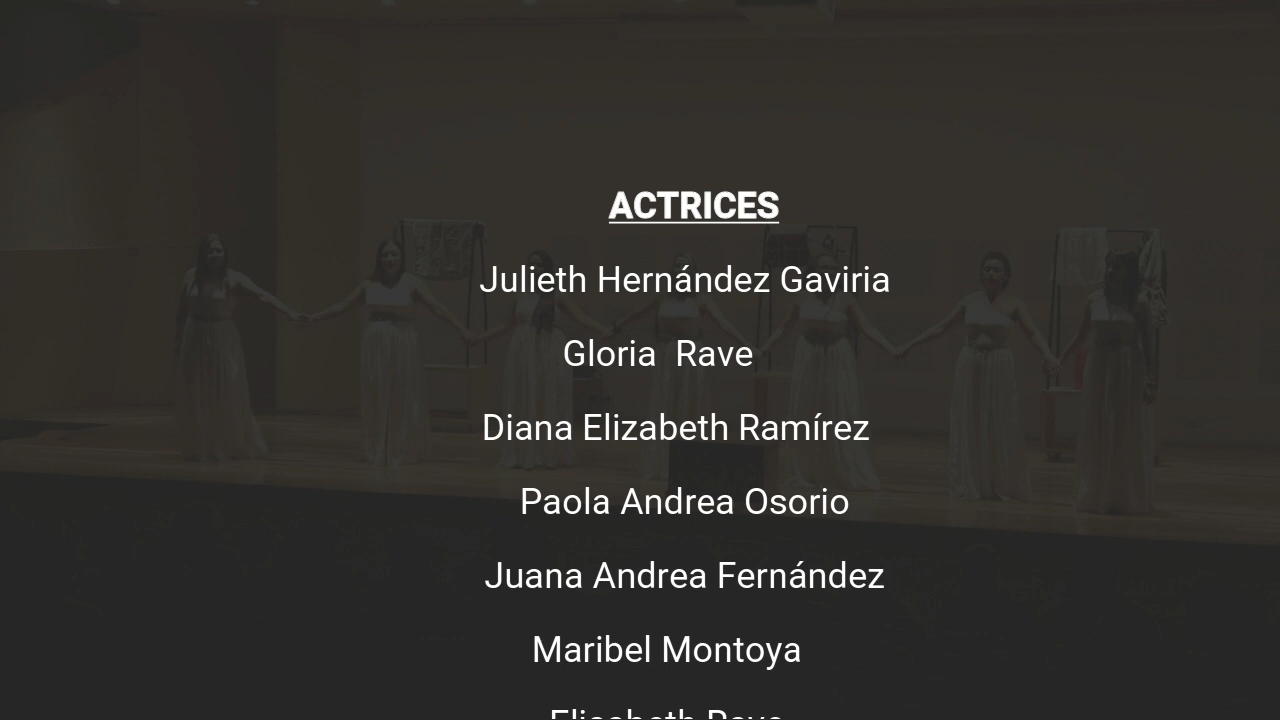 ACTRICES
Julieth Hernández Gaviria
Gloria  Rave
Diana Elizabeth Ramírez
Paola Andrea Osorio
Juana Andrea Fernández
Maribel Montoya